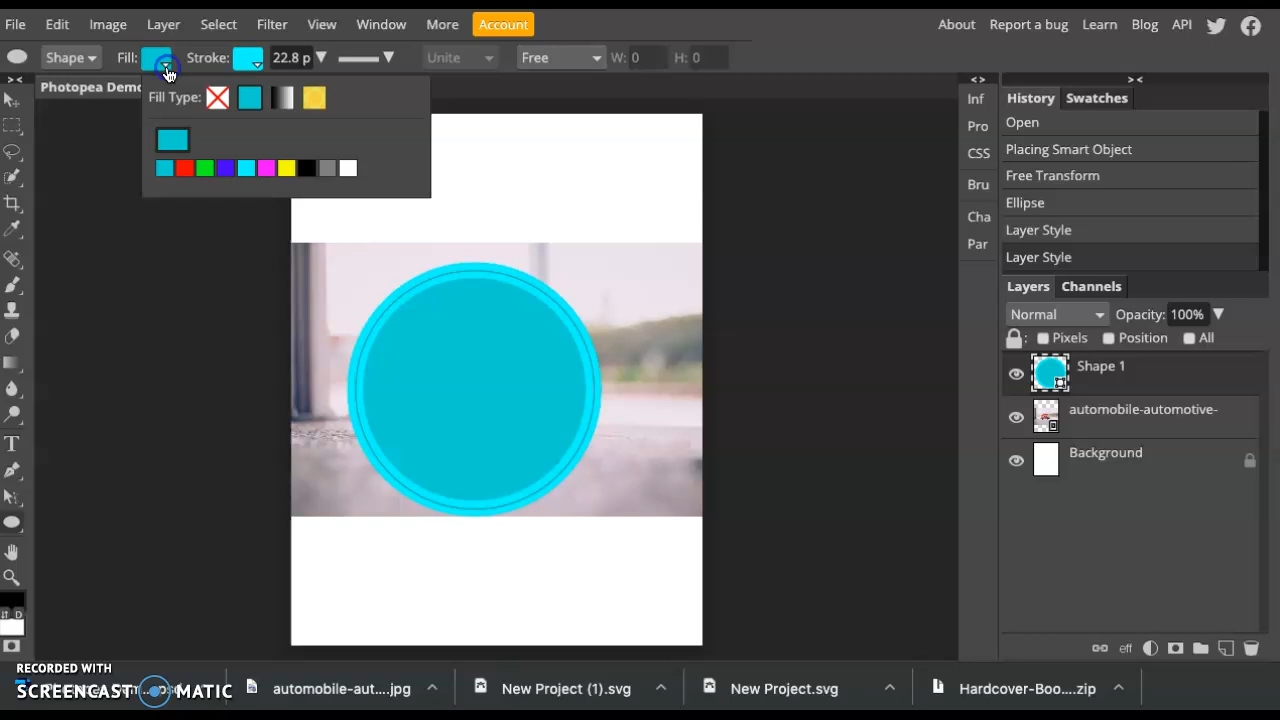 File Edit Image Layer Select Filter View Window More Account About Report a bug Learn Blog API
Shape Fill: Stroke: 22.8 p Unite Free W: 0 H: 0
Photopea Demo
Fill Type:
Inf
Pro
CSS
Bru
Cha
Par
History Swatches
Open
Placing Smart Object
Free Transform
Ellipse
Layer Style
Layer Style
Layers Channels
Normal Opacity: 100%
Pixels Position All
Shape 1
automobile-automotive-
Background
eff
RECORDED WITH
SCREENCAST MATIC
automobile-aut....jpg
New Project (1).svg
New Project.svg
Hardcover-Boo....zip